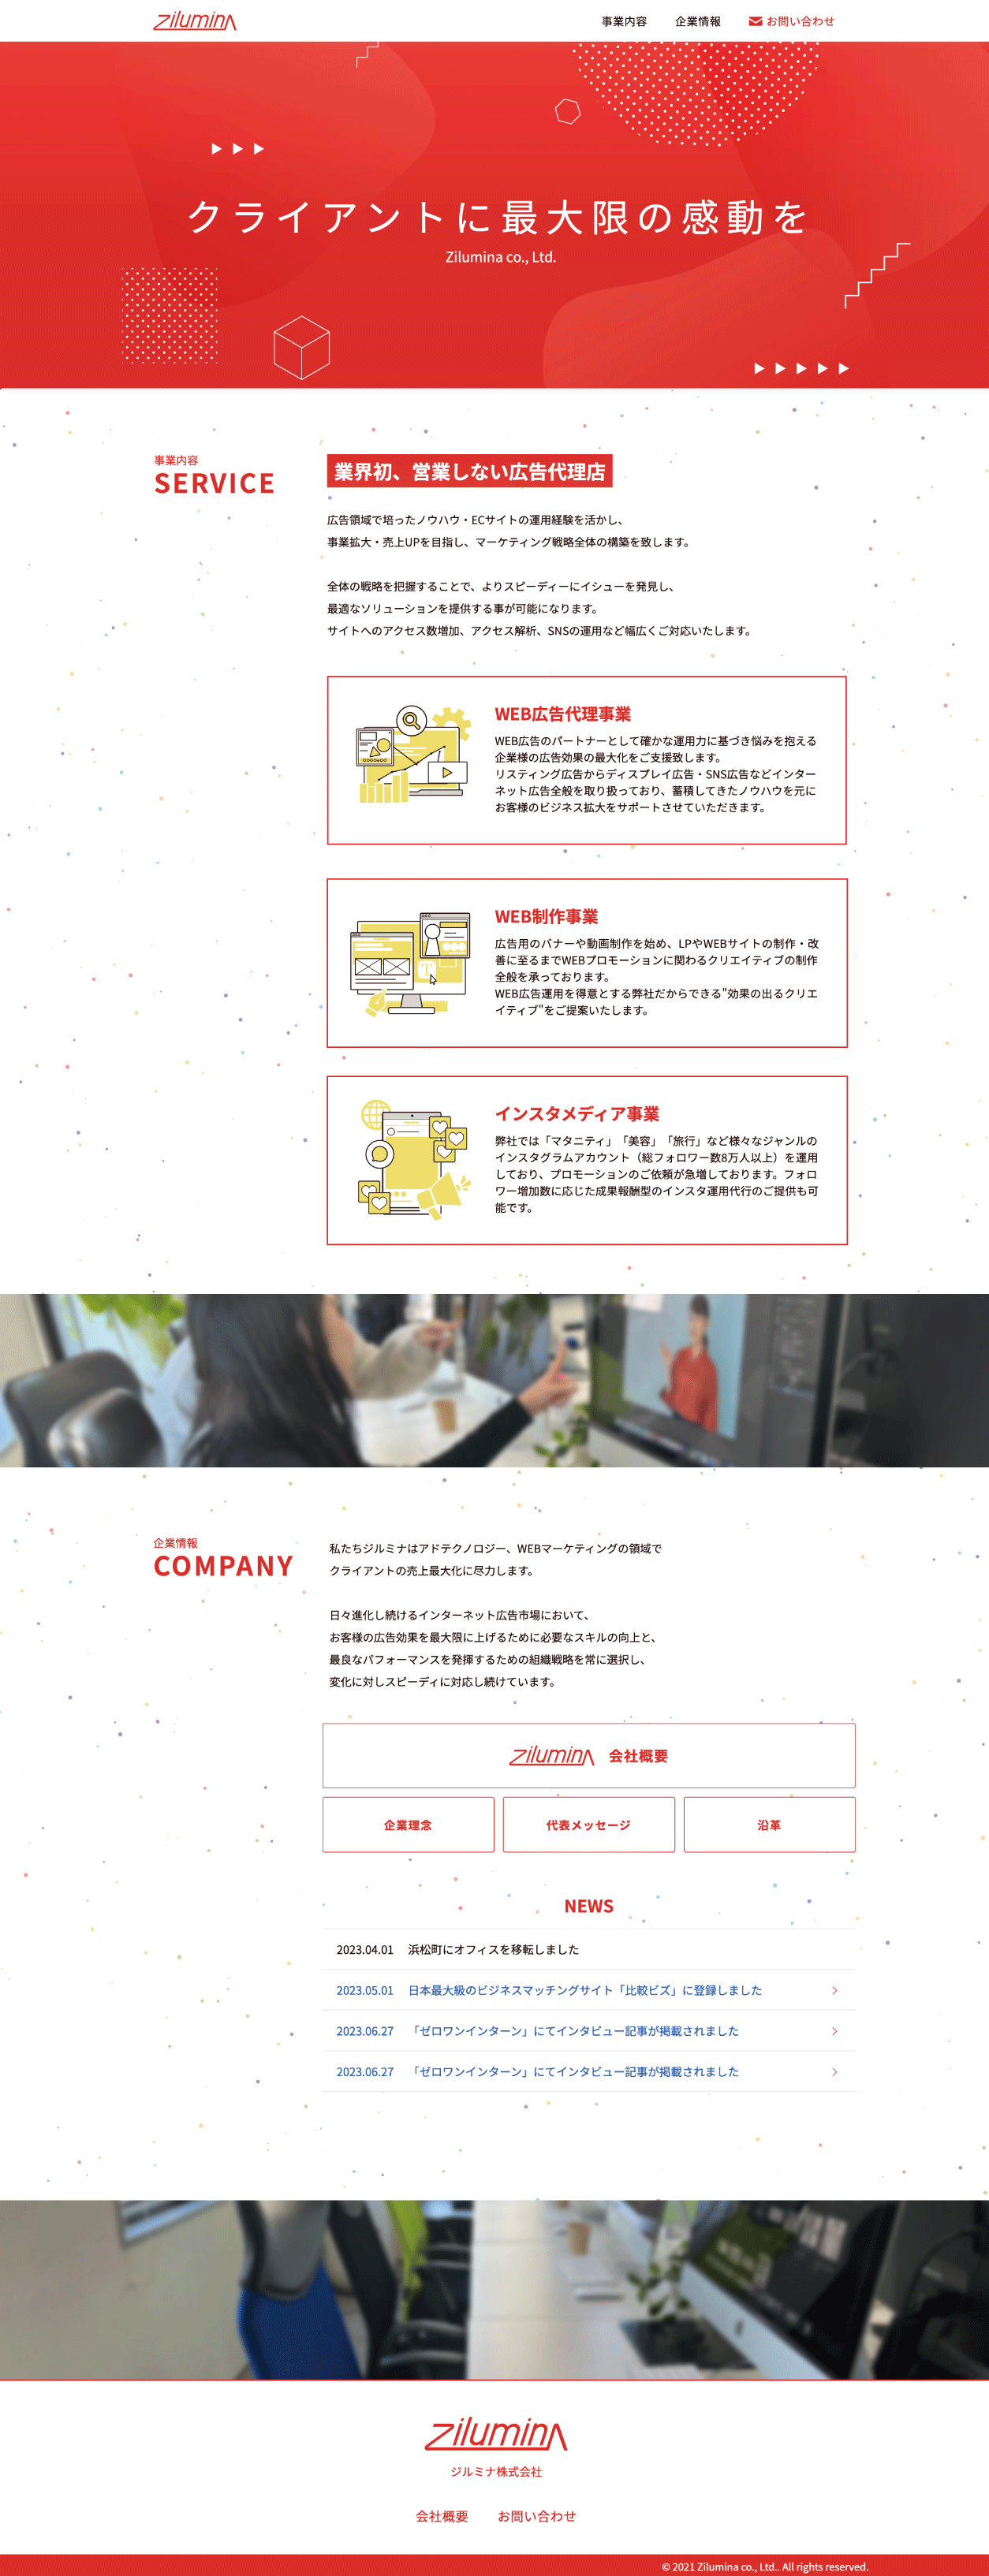 Zilumina
事業内容
企業情報
お問い合わせ
クライアントに最大限の感動を
Zilumina co., Ltd.
事業内容
SERVICE
業界初、営業しない広告代理店
広告領域で培ったノウハウ・ECサイトの運用経験を活かし、
事業拡大・売上UPを目指し、マーケティング戦略全体の構築を致します。
全体の戦略を把握することで、よりスピーディーにイシューを発見し、
最適なソリューションを提供する事が可能になります。
サイトへのアクセス数増加、アクセス解析、SNSの運用など幅広くご対応いたします。
WEB広告代理事業
WEB広告のパートナーとして確かな運用力に基づき悩みを抱える
企業様の広告効果の最大化をご支援致します。
リスティング広告からディスプレイ広告・SNS広告などインター
ネット広告全般を取り扱っており、蓄積してきたノウハウを元に
お客様のビジネス拡大をサポートさせていただきます。
WEB制作事業
広告用のバナーや動画制作を始め、LPやWEBサイトの制作・改
善に至るまでWEBプロモーションに関わるクリエイティブの制作
全般を承っております。
WEB広告運用を得意とする弊社だからできる"効果の出るクリエ
イティブ"をご提案いたします。
T
インスタメディア事業
弊社では「マタニティ」「美容」「旅行」など様々なジャンルの
インスタグラムアカウント（総フォロワー数8万人以上）を運用
しており、プロモーションのご依頼が急増しております。フォロ
ワー増加数に応じた成果報酬型のインスタ運用代行のご提供も可
能です。
企業情報
COMPANY
私たちジルミナはアドテクノロジー、WEBマーケティングの領域で
クライアントの売上最大化に尽力します。
日々進化し続けるインターネット広告市場において、
お客様の広告効果を最大限に上げるために必要なスキルの向上と、
最良なパフォーマンスを発揮するための組織戦略を常に選択し、
変化に対しスピーディに対応し続けています。
Zilumina 会社概要
企業理念
代表メッセージ
沿革
NEWS
2023.04.01 浜松町にオフィスを移転しました
2023.05.01 日本最大級のビジネスマッチングサイト「比較ビズ」に登録しました
2023.06.27 「ゼロワンインターン」にてインタビュー記事が掲載されました
2023.06.27 「ゼロワンインターン」にてインタビュー記事が掲載されました
Zilumina
ジルミナ株式会社
会社概要
お問い合わせ
© 2021 Zilumina co., Ltd.. All rights reserved.